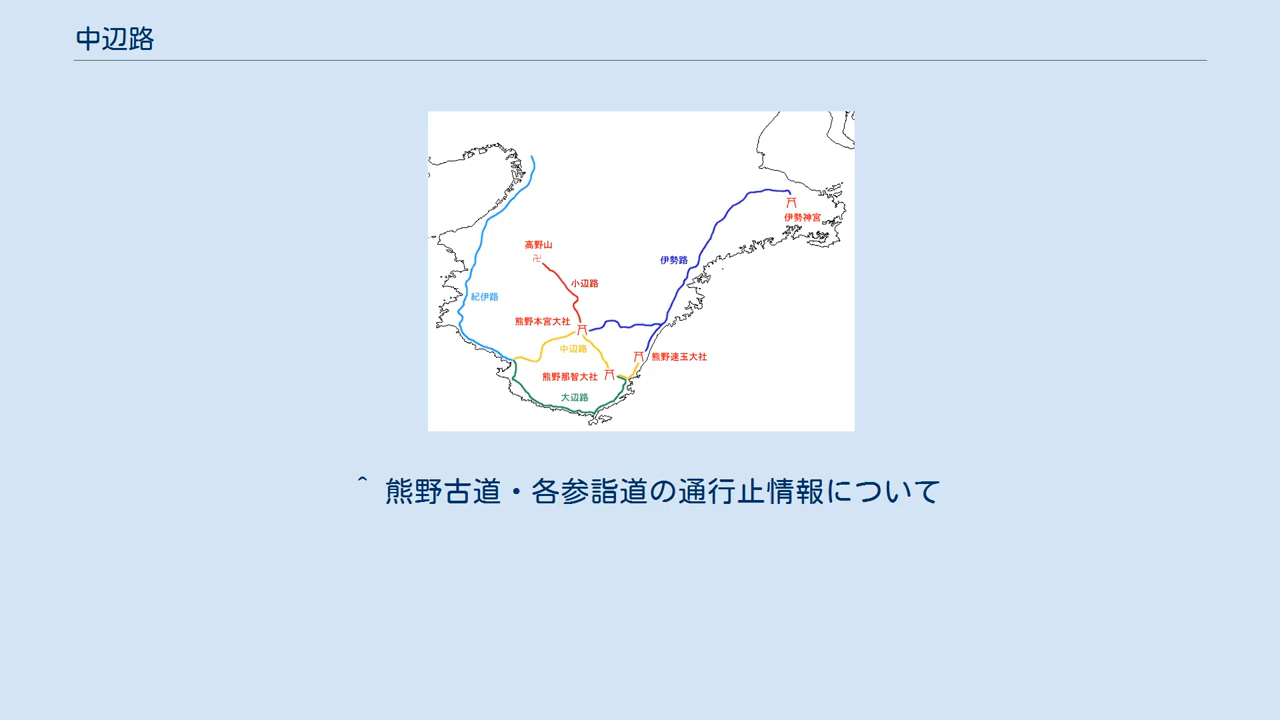 中辺路
伊勢神宮
高野山
卍
伊勢路
小辺路
紀伊路
熊野本宮大社
中辺路
熊野速玉大社
熊野那智大社
大辺路
^ 熊野古道・各参詣道の通行止情報について